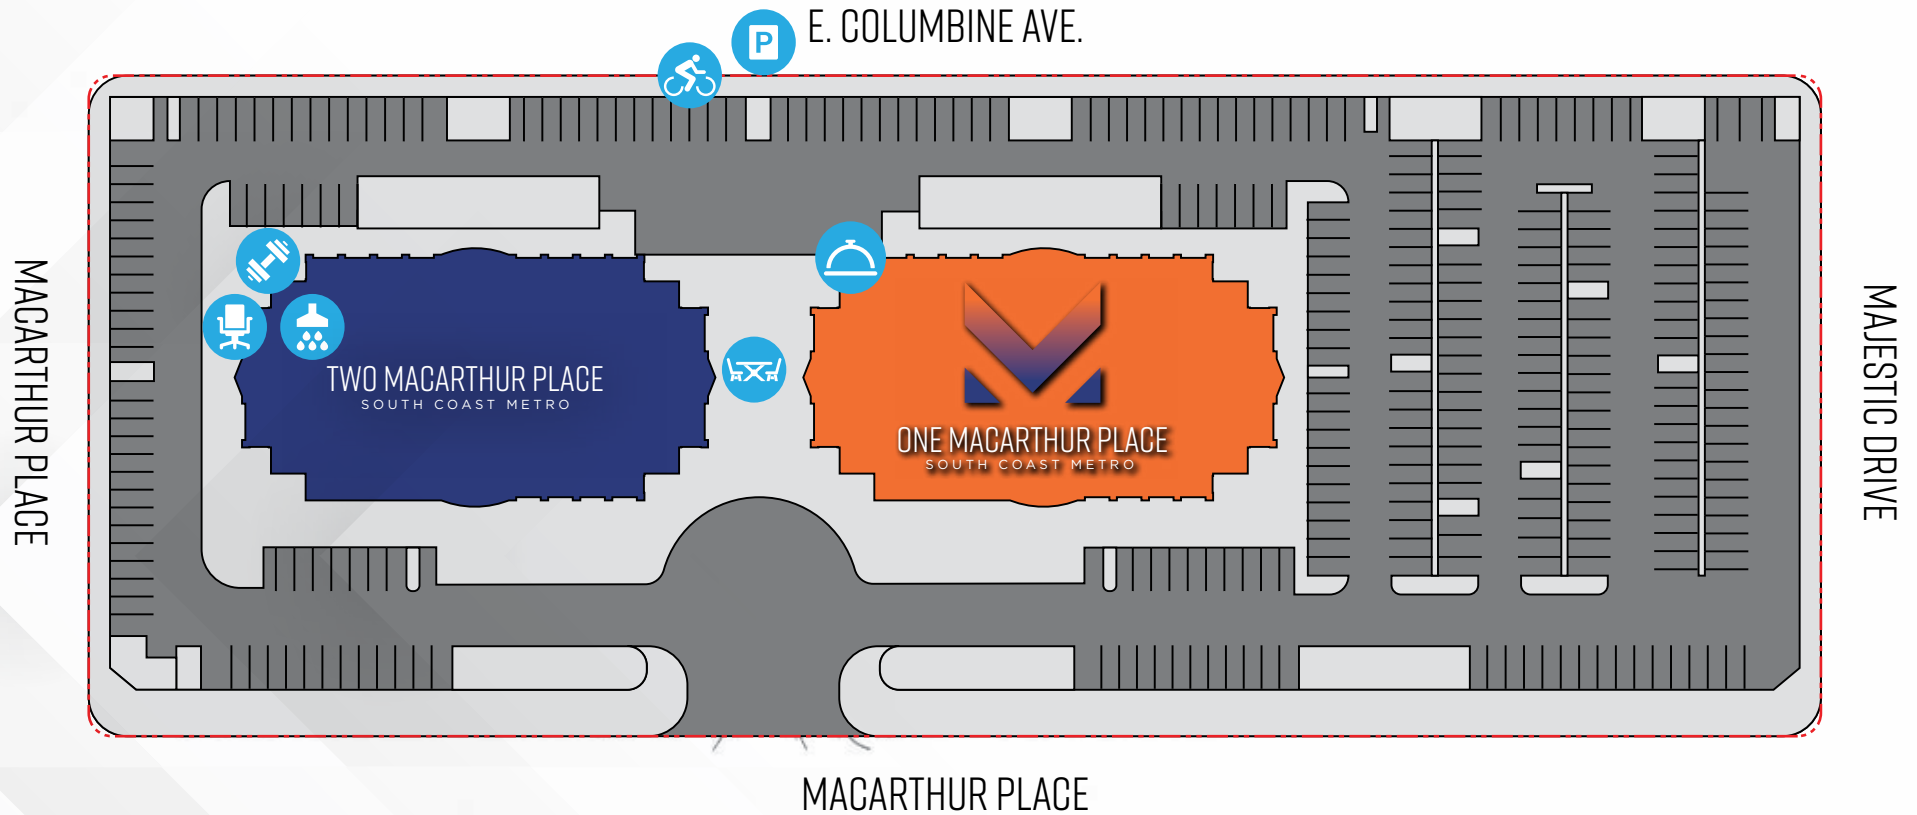 P
E. COLUMBINE AVE.
MACARTHUR PLACE
TWO MACARTHUR PLACE
SOUTH COAST METRO
ONE MACARTHUR PLACE
SOUTH COAST METRO
MAJESTIC DRIVE
MACARTHUR PLACE